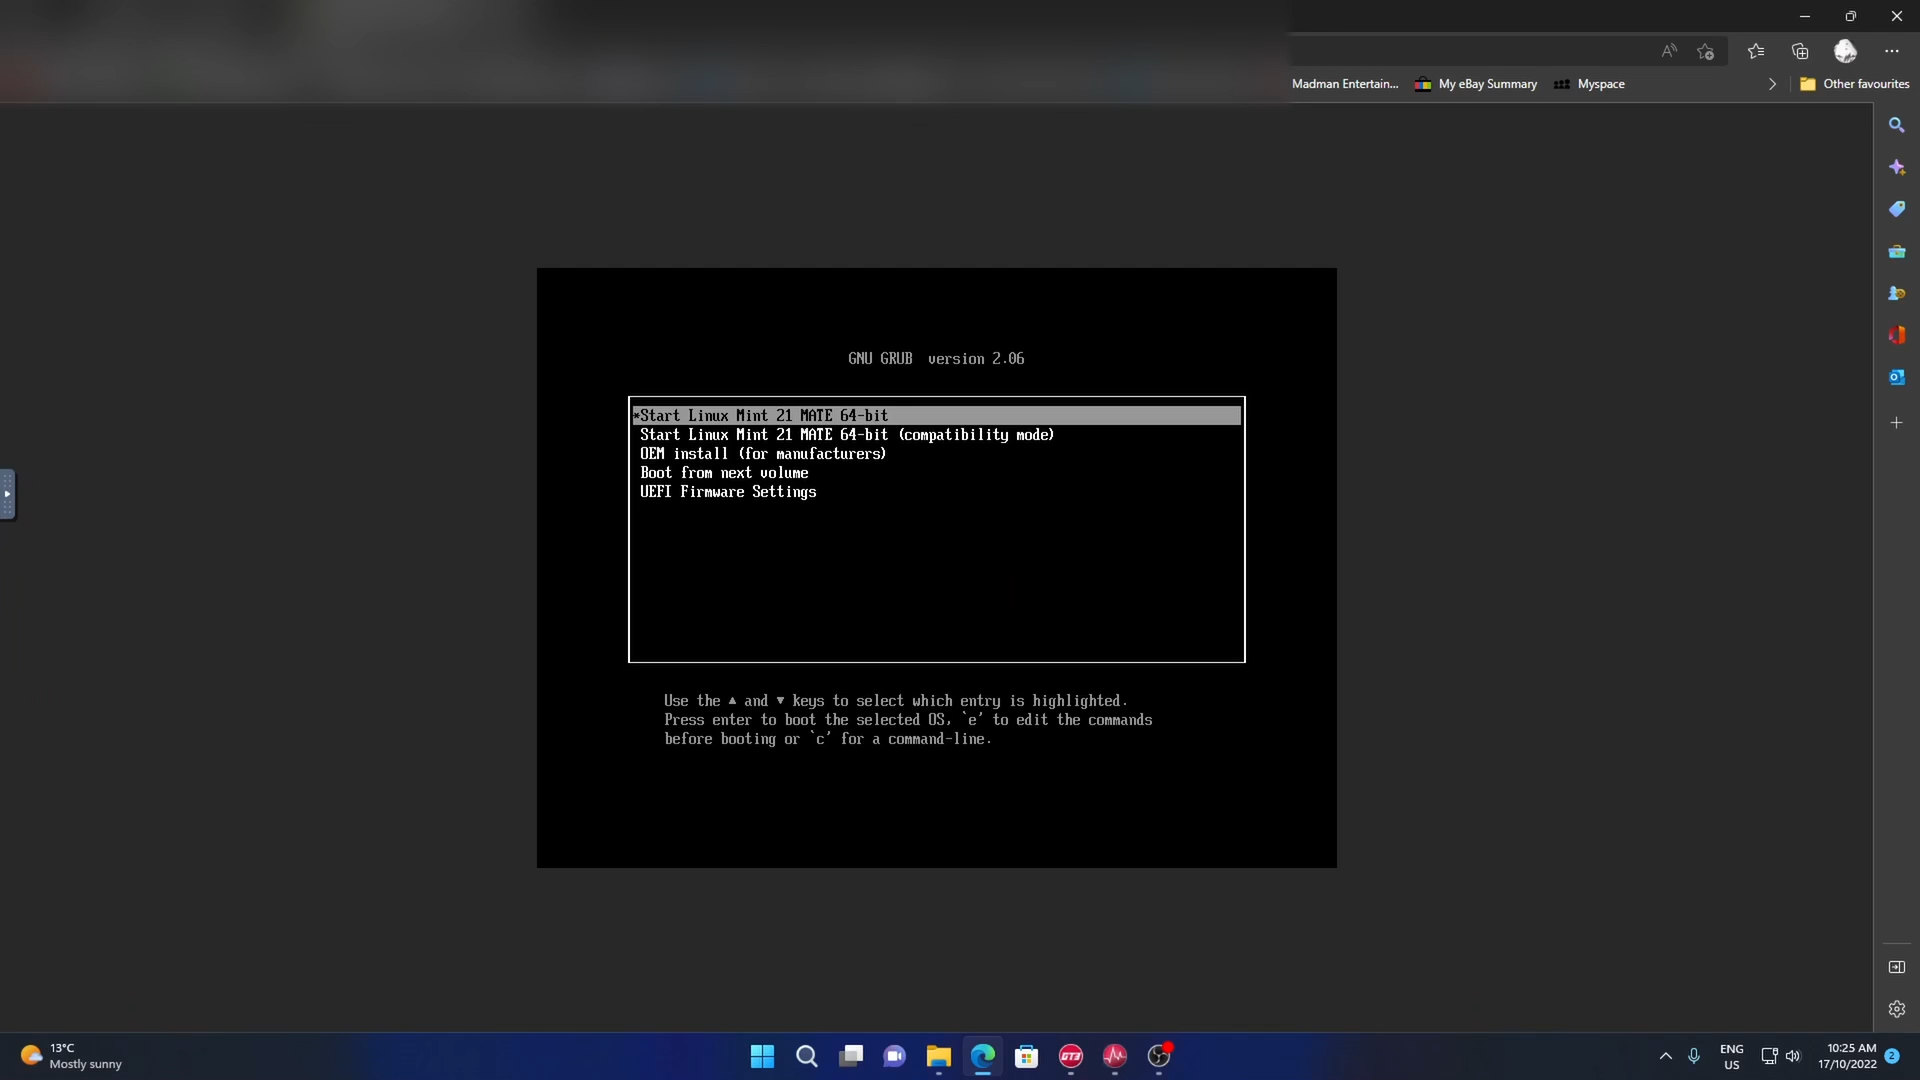 Madman Entertain... My eBay Summary Myspace Other favourites
GNU GRUB version 2.06
*Start Linux Mint 21 MATE 64-bit
Start Linux Mint 21 MATE 64-bit (compatibility mode)
OEM install (for manufacturers)
Boot from next volume
UEFI Firmware Settings
Use the ▲ and ▼ keys to select which entry is highlighted.
Press enter to boot the selected OS, `e' to edit the commands
before booting or `c' for a command-line.
13°C
Mostly sunny
GT3
ENG
US
10:25 AM
17/10/2022
2